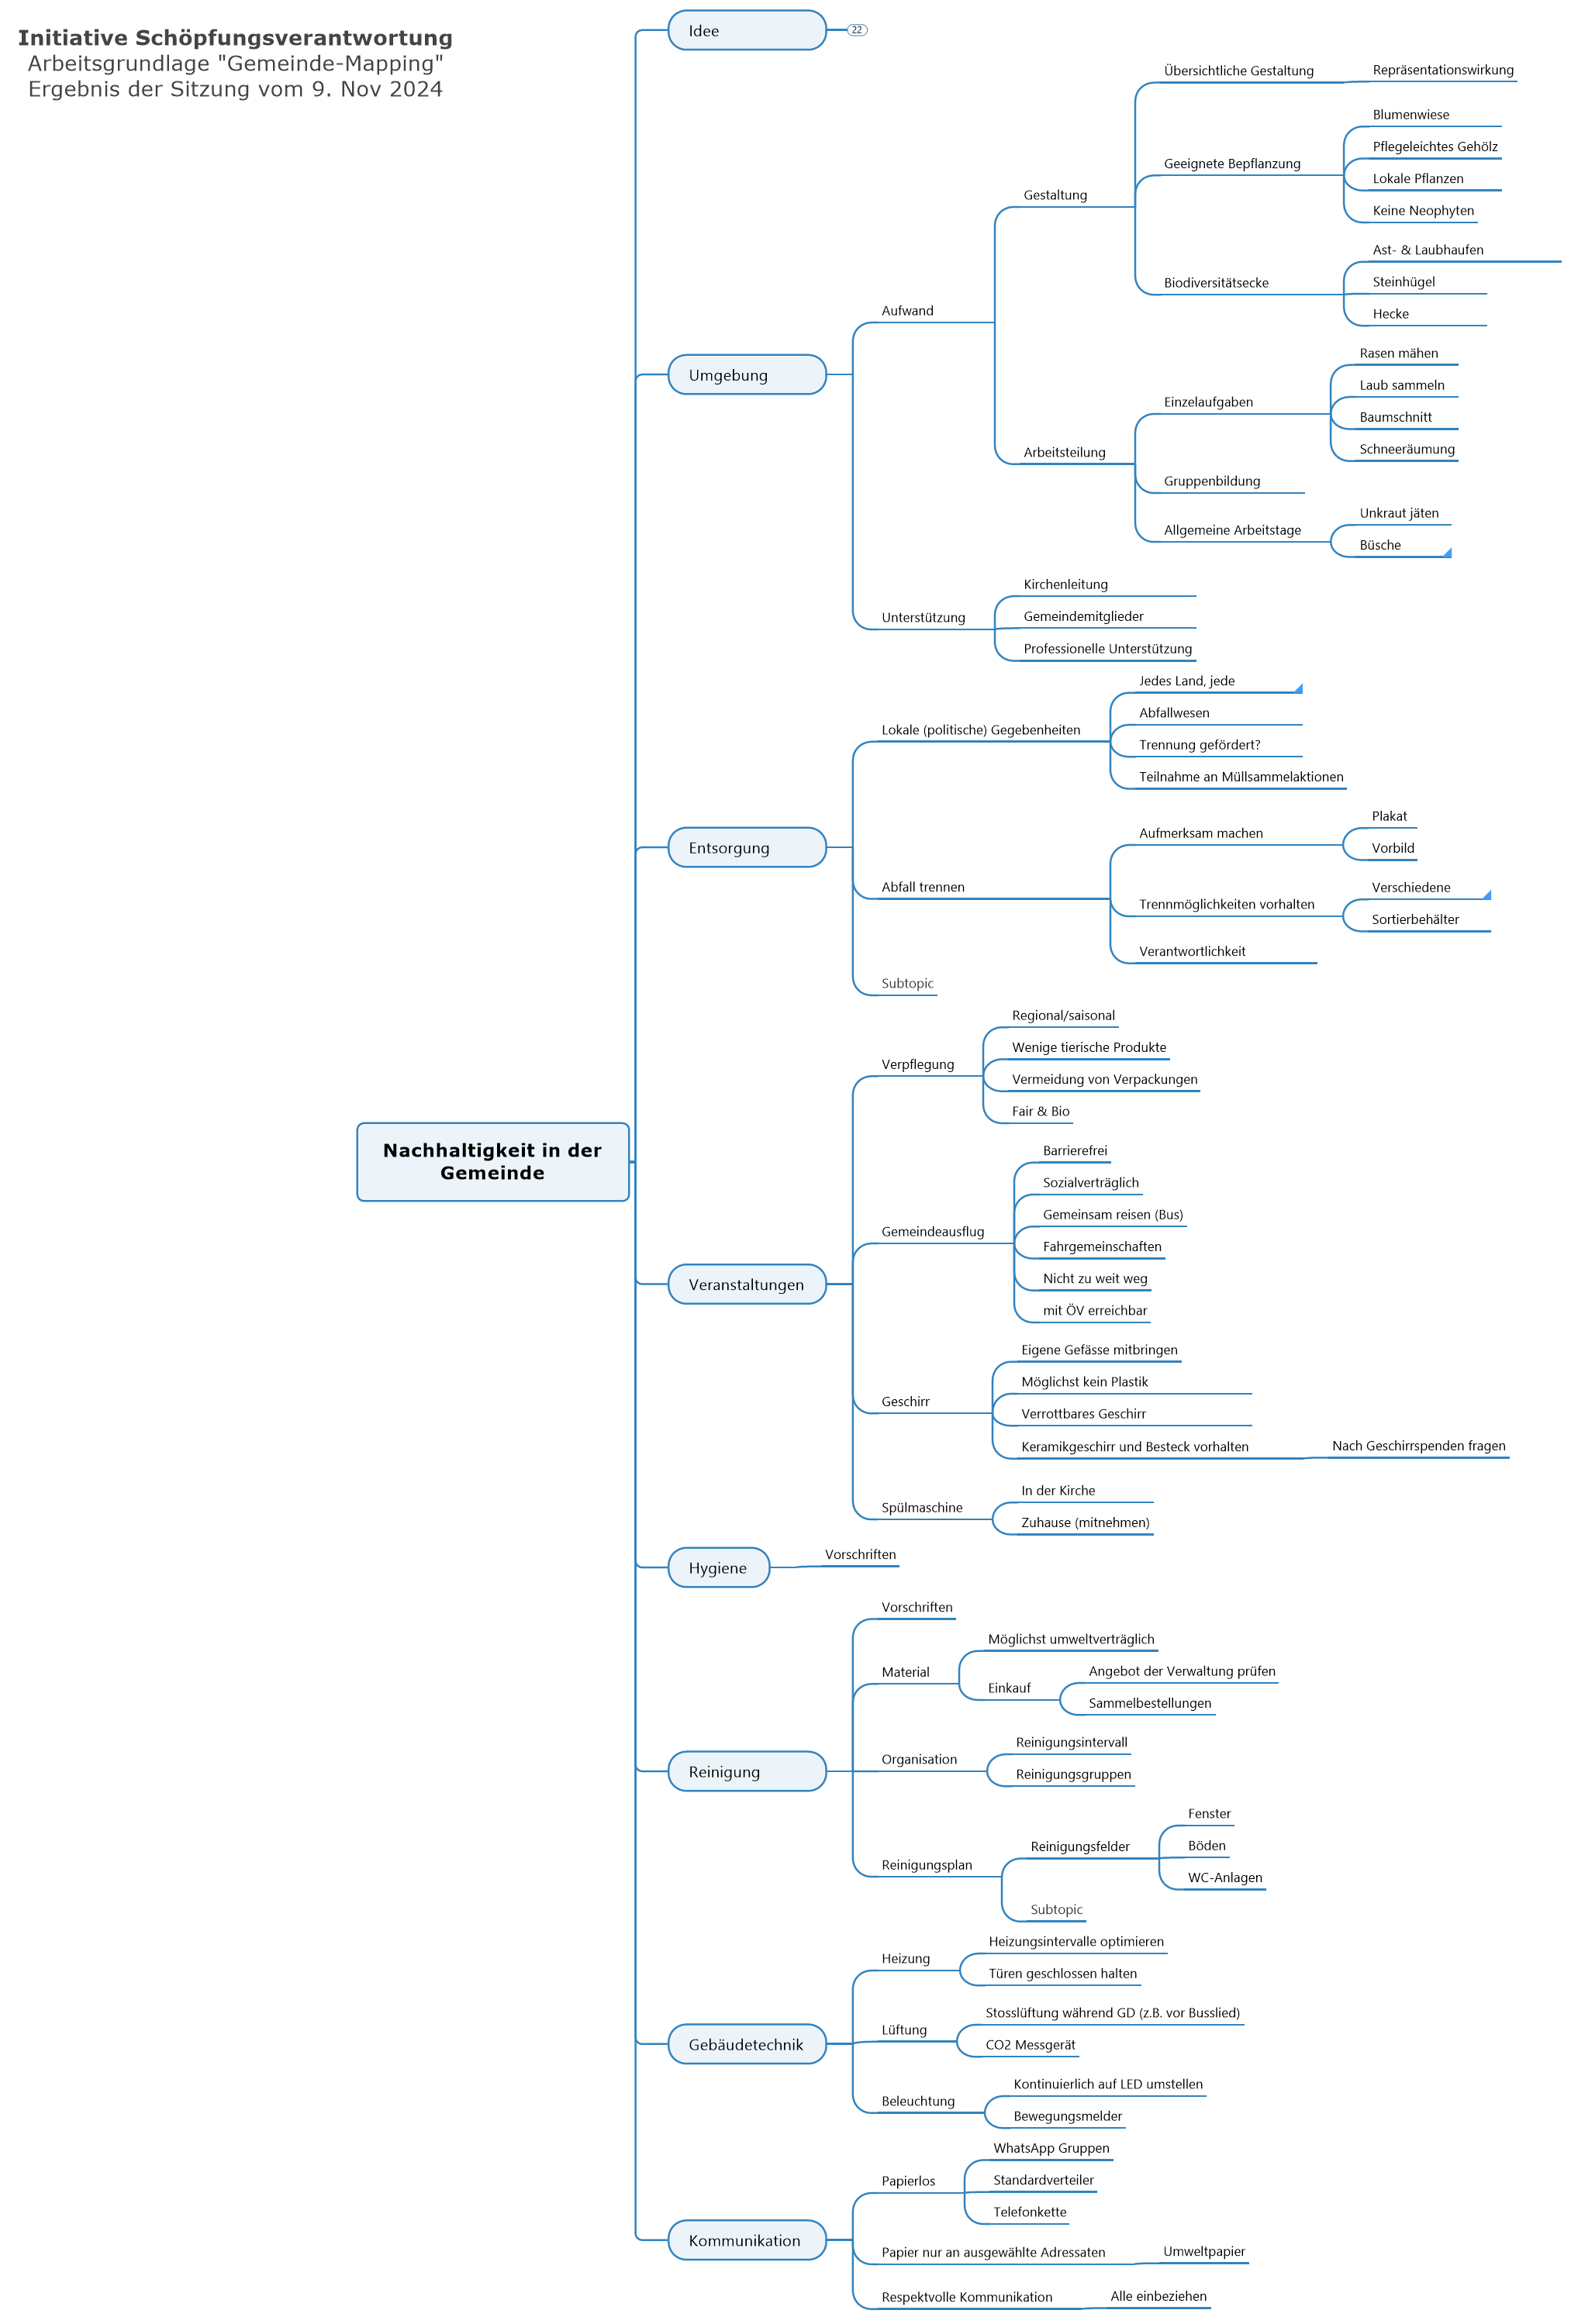 Initiative Schöpfungsverantwortung
Arbeitsgrundlage "Gemeinde-Mapping"
Ergebnis der Sitzung vom 9. Nov 2024
Nachhaltigkeit in der
Gemeinde
Idee
22
Umgebung
Aufwand
Gestaltung
Übersichtliche Gestaltung
Repräsentationswirkung
Geeignete Bepflanzung
Blumenwiese
Pflegeleichtes Gehölz
Lokale Pflanzen
Keine Neophyten
Biodiversitätsecke
Ast- & Laubhaufen
Steinhügel
Hecke
Arbeitsteilung
Einzelaufgaben
Rasen mähen
Laub sammeln
Baumschnitt
Schneeräumung
Gruppenbildung
Allgemeine Arbeitstage
Unkraut jäten
Büsche
Unterstützung
Kirchenleitung
Gemeindemitglieder
Professionelle Unterstützung
Entsorgung
Lokale (politische) Gegebenheiten
Jedes Land, jede
Abfallwesen
Trennung gefördert?
Teilnahme an Müllsammelaktionen
Abfall trennen
Aufmerksam machen
Plakat
Vorbild
Trennmöglichkeiten vorhalten
Verschiedene
Sortierbehälter
Verantwortlichkeit
Subtopic
Veranstaltungen
Verpflegung
Regional/saisonal
Wenige tierische Produkte
Vermeidung von Verpackungen
Fair & Bio
Gemeindeausflug
Barrierefrei
Sozialverträglich
Gemeinsam reisen (Bus)
Fahrgemeinschaften
Nicht zu weit weg
mit ÖV erreichbar
Geschirr
Eigene Gefässe mitbringen
Möglichst kein Plastik
Verrottbares Geschirr
Keramikgeschirr und Besteck vorhalten
Nach Geschirrspenden fragen
Spülmaschine
In der Kirche
Zuhause (mitnehmen)
Hygiene
Vorschriften
Reinigung
Vorschriften
Material
Möglichst umweltverträglich
Einkauf
Angebot der Verwaltung prüfen
Sammelbestellungen
Organisation
Reinigungsintervall
Reinigungsgruppen
Reinigungsplan
Reinigungsfelder
Fenster
Böden
WC-Anlagen
Subtopic
Gebäudetechnik
Heizung
Heizungsintervalle optimieren
Türen geschlossen halten
Lüftung
Stosslüftung während GD (z.B. vor Busslied)
CO2 Messgerät
Beleuchtung
Kontinuierlich auf LED umstellen
Bewegungsmelder
Kommunikation
Papierlos
WhatsApp Gruppen
Standardverteiler
Telefonkette
Papier nur an ausgewählte Adressaten
Umweltpapier
Respektvolle Kommunikation
Alle einbeziehen